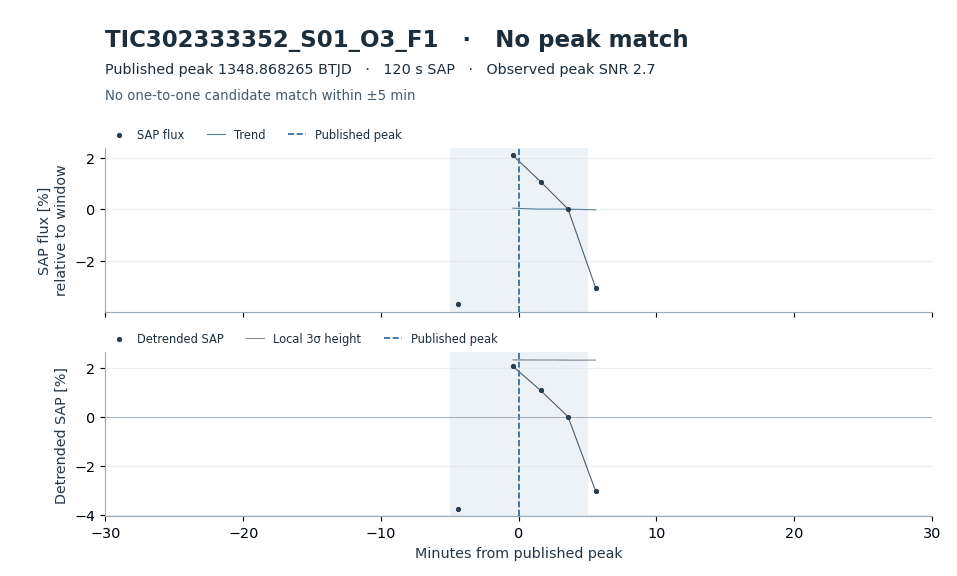 TIC302333352_S01_O3_F1 · No peak match
Published peak 1348.868265 BTJD · 120 s SAP · Observed peak SNR 2.7
No one-to-one candidate match within ±5 min
SAP flux Trend Published peak
SAP flux [%]
relative to window
2
0
−2
Detrended SAP Local 3σ height Published peak
Detrended SAP [%]
2
0
−2
−4
−30 −20 −10 0 10 20 30
Minutes from published peak